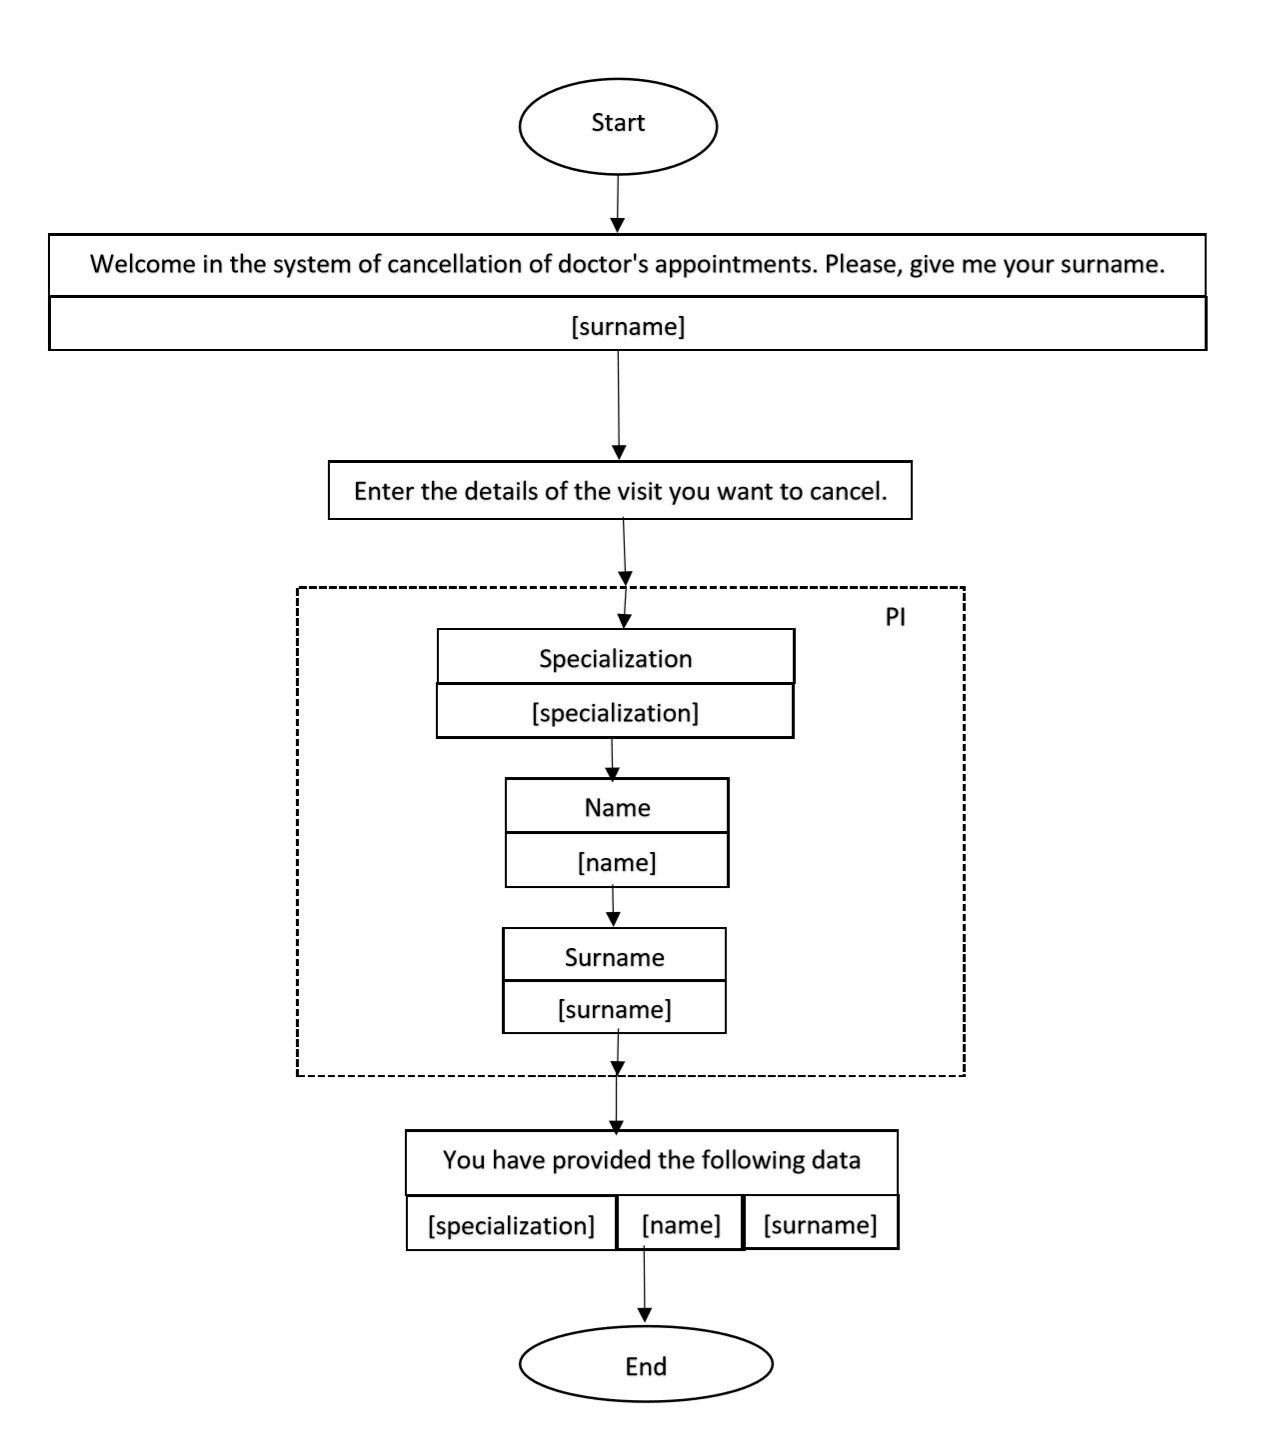 Start
Welcome in the system of cancellation of doctor's appointments. Please, give me your surname.
[surname]
Enter the details of the visit you want to cancel.
PI
Specialization
[specialization]
Name
[name]
Surname
[surname]
You have provided the following data
[specialization] [name] [surname]
End